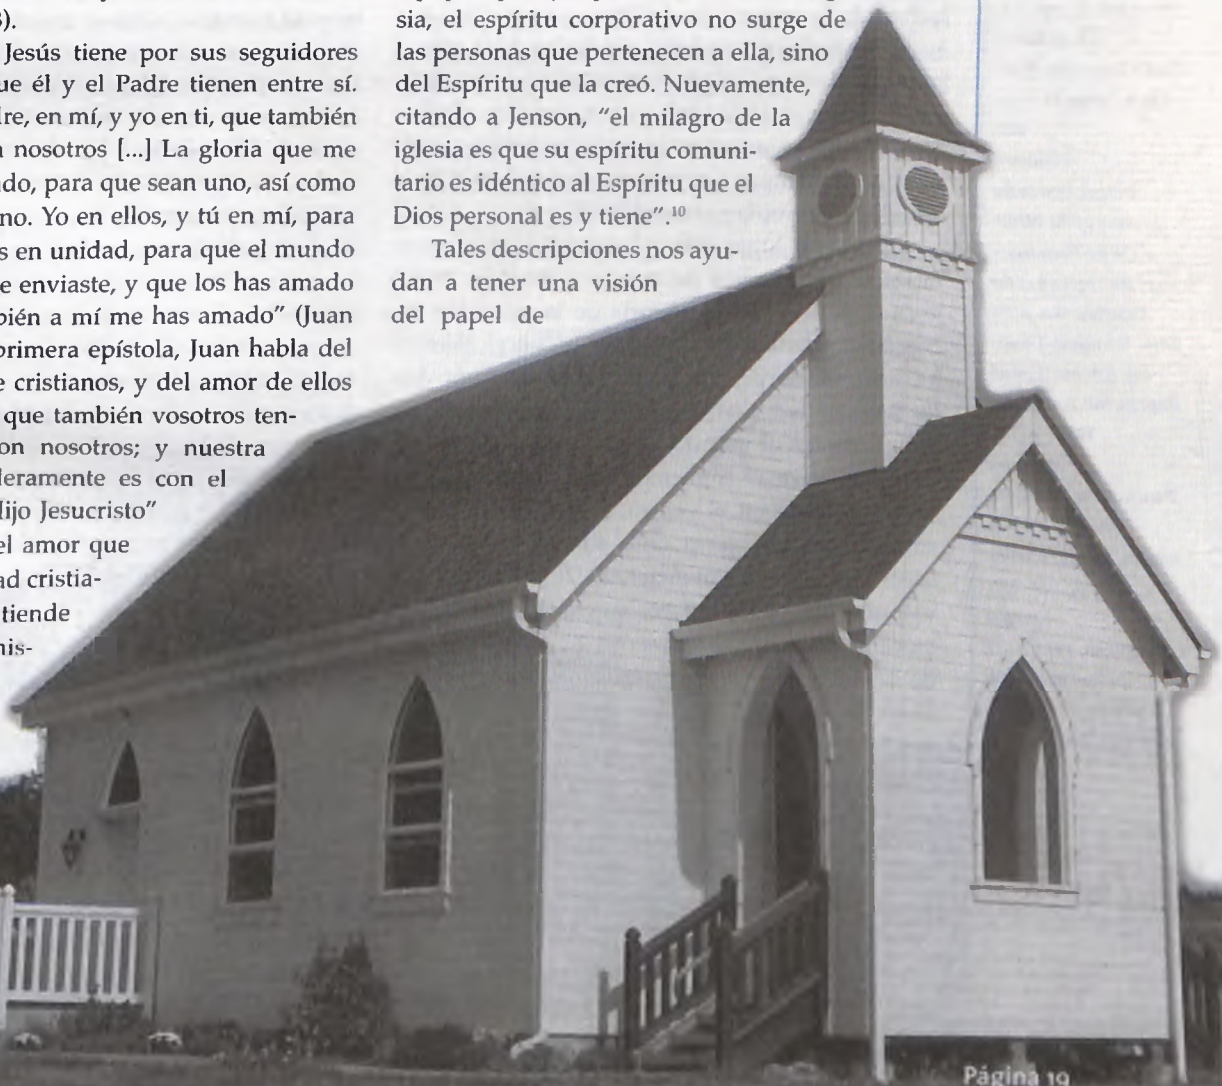 3).
Jesús tiene por sus seguidores
ue él y el Padre tienen entre sí.
dre, en mí, y yo en ti, que también
n nosotros [...] La gloria que me
ado, para que sean uno, así como
no. Yo en ellos, y tú en mí, para
s en unidad, para que el mundo
e enviaste, y que los has amado
bién a mí me has amado" (Juan
primera epístola, Juan habla del
e cristianos, y del amor de ellos
que también vosotros ten-
on nosotros; y nuestra
deramente es con el
Hijo Jesucristo"
el amor que
ad cristia-
tiende
mis-
sia, el espíritu corporativo no surge de
las personas que pertenecen a ella, sino
del Espíritu que la creó. Nuevamente,
citando a Jenson, "el milagro de la
iglesia es que su espíritu comuni-
tario es idéntico al Espíritu que el
Dios personal es y tiene".¹⁰
Tales descripciones nos ayu-
dan a tener una visión
del papel de
Página 19